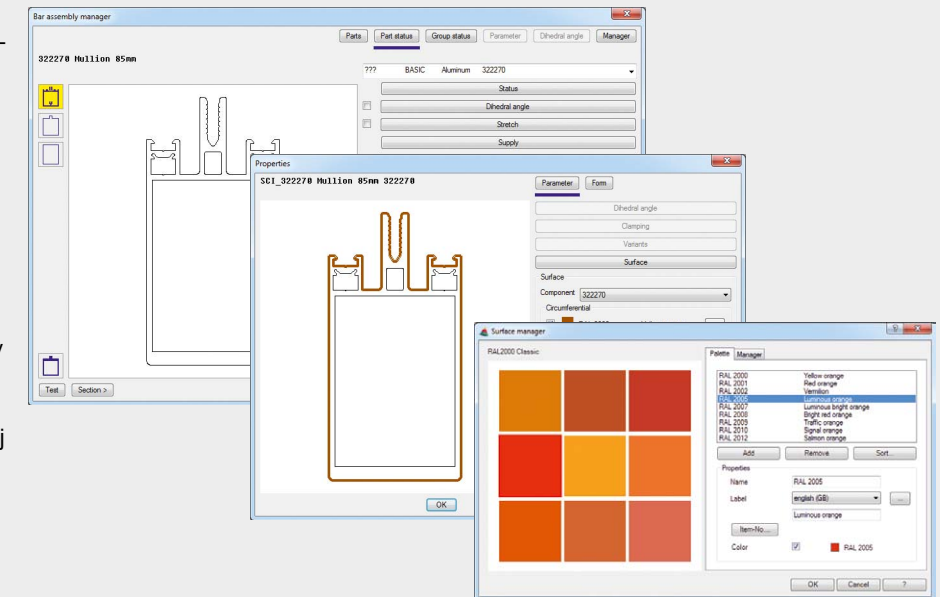 Bar assembly manager
Parts Part status Group status Parameter Dihedral angle Manager
322270 Mullion 85mm
??? BASIC Aluminum 322270
Status
Dihedral angle
Stretch
Supply
Test Section >
Properties
SCI_322270 Mullion 85mm 322270
Parameter Form
Dihedral angle
Clamping
Variants
Surface
Surface
Component 322270
Circumferential
OK
Surface manager
RAL2000 Classic
Palette Manager
RAL 2000 Yellow orange
RAL 2001 Red orange
RAL 2002 Vermilion
RAL 2005 Luminous orange
RAL 2007 Luminous bright orange
RAL 2008 Bright red orange
RAL 2009 Traffic orange
RAL 2010 Signal orange
RAL 2012 Salmon orange
Add Remove Sort...
Properties
Name RAL 2005
Label english (GB) ...
Luminous orange
Item-No....
Color RAL 2005
OK Cancel ?